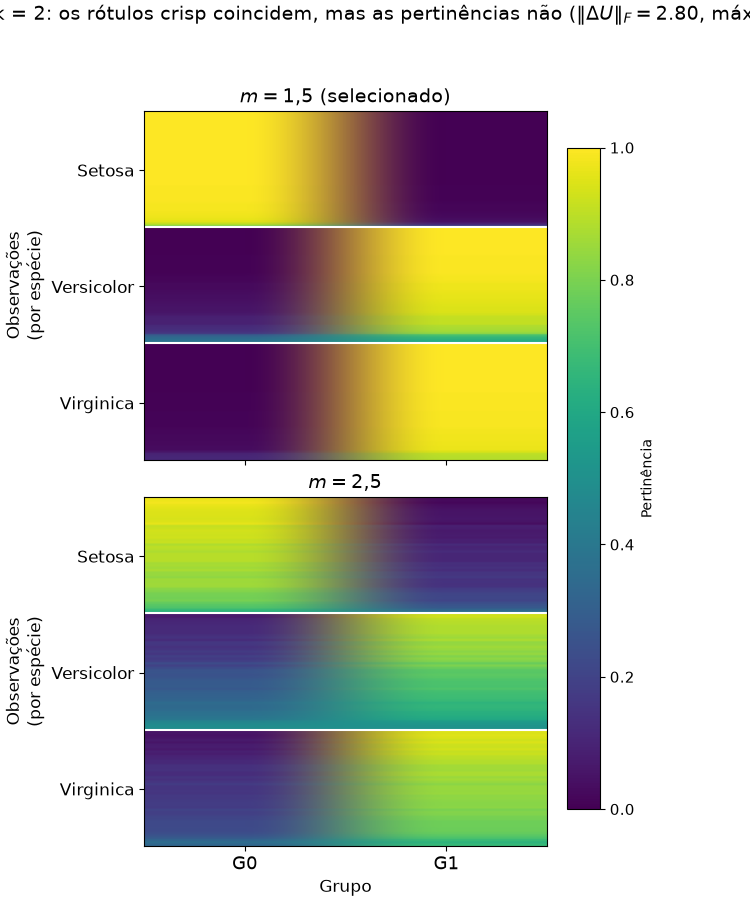 = 2: os rótulos crisp coincidem, mas as pertinências não (‖ΔU‖F = 2.80,
m = 1,5 (selecionado)
Setosa
Versicolor
Virginica
Observações
(por espécie)
m = 2,5
Setosa
Versicolor
Virginica
Observações
(por espécie)
G0 G1
Grupo
1.0
0.8
0.6
0.4
0.2
0.0
Pertinência